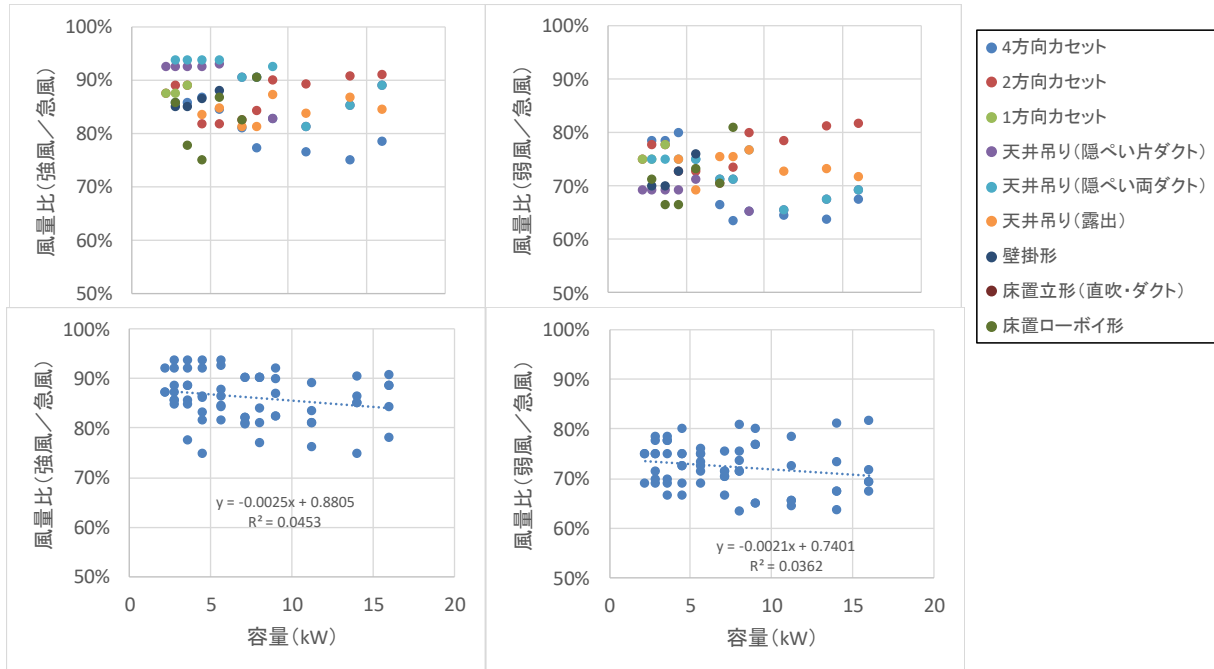 風量比(強風/急風)
100%
90%
80%
70%
60%
50%
風量比(弱風/急風)
100%
90%
80%
70%
60%
50%
4方向カセット
2方向カセット
1方向カセット
天井吊り(隠ぺい片ダクト)
天井吊り(隠ぺい両ダクト)
天井吊り(露出)
壁掛形
床置立形(直吹・ダクト)
床置ローボイ形
風量比(強風/急風)
100%
90%
80%
70%
60%
50%
y = -0.0025x + 0.8805
R² = 0.0453
0 5 10 15 20
容量(kW)
風量比(弱風/急風)
100%
90%
80%
70%
60%
50%
y = -0.0021x + 0.7401
R² = 0.0362
0 5 10 15 20
容量(kW)